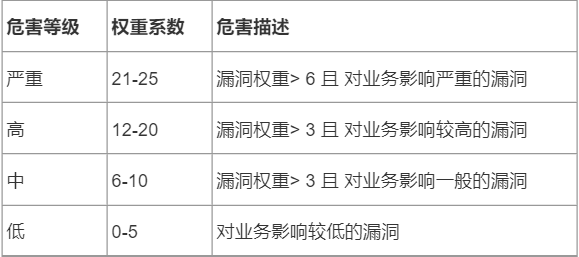 危害等级 权重系数 危害描述
严重 21-25 漏洞权重> 6 且 对业务影响严重的漏洞
高 12-20 漏洞权重> 3 且 对业务影响较高的漏洞
中 6-10 漏洞权重> 3 且 对业务影响一般的漏洞
低 0-5 对业务影响较低的漏洞